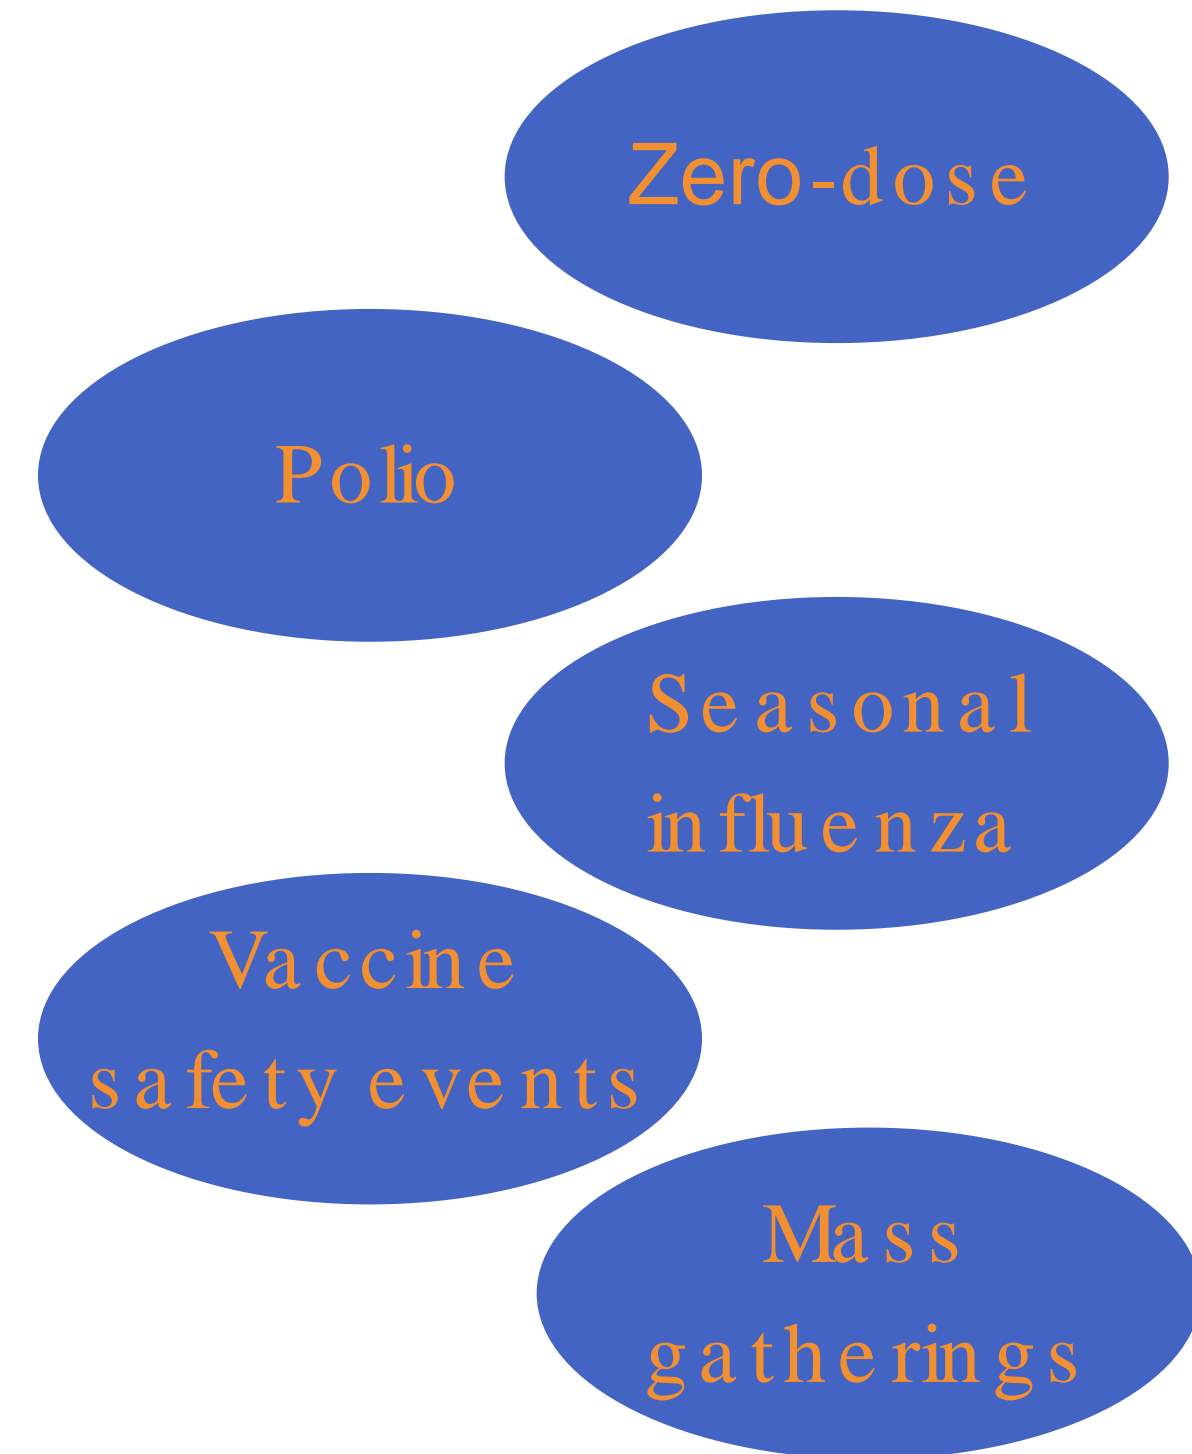 Zero-dose
Polio
Seasonal
influenza
Vaccine
safety events
Mass
gatherings